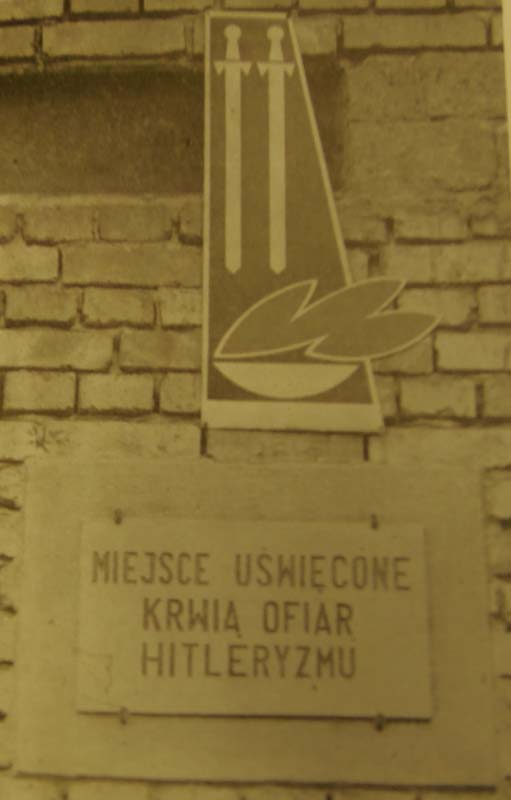 MIEJSCE UŚWIĘCONE
KRWIĄ OFIAR
HITLERYZMU